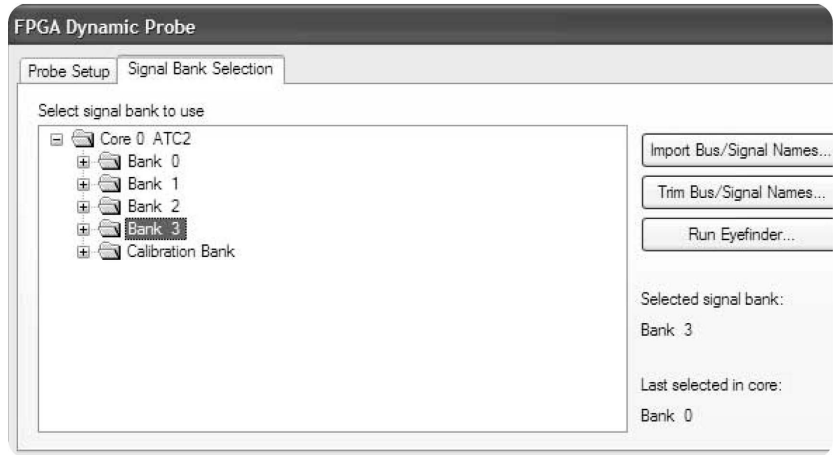 FPGA Dynamic Probe
Probe Setup
Signal Bank Selection
Select signal bank to use
Core 0 ATC2
Bank 0
Bank 1
Bank 2
Bank 3
Calibration Bank
Import Bus/Signal Names...
Trim Bus/Signal Names...
Run Eyefinder...
Selected signal bank:
Bank 3
Last selected in core:
Bank 0